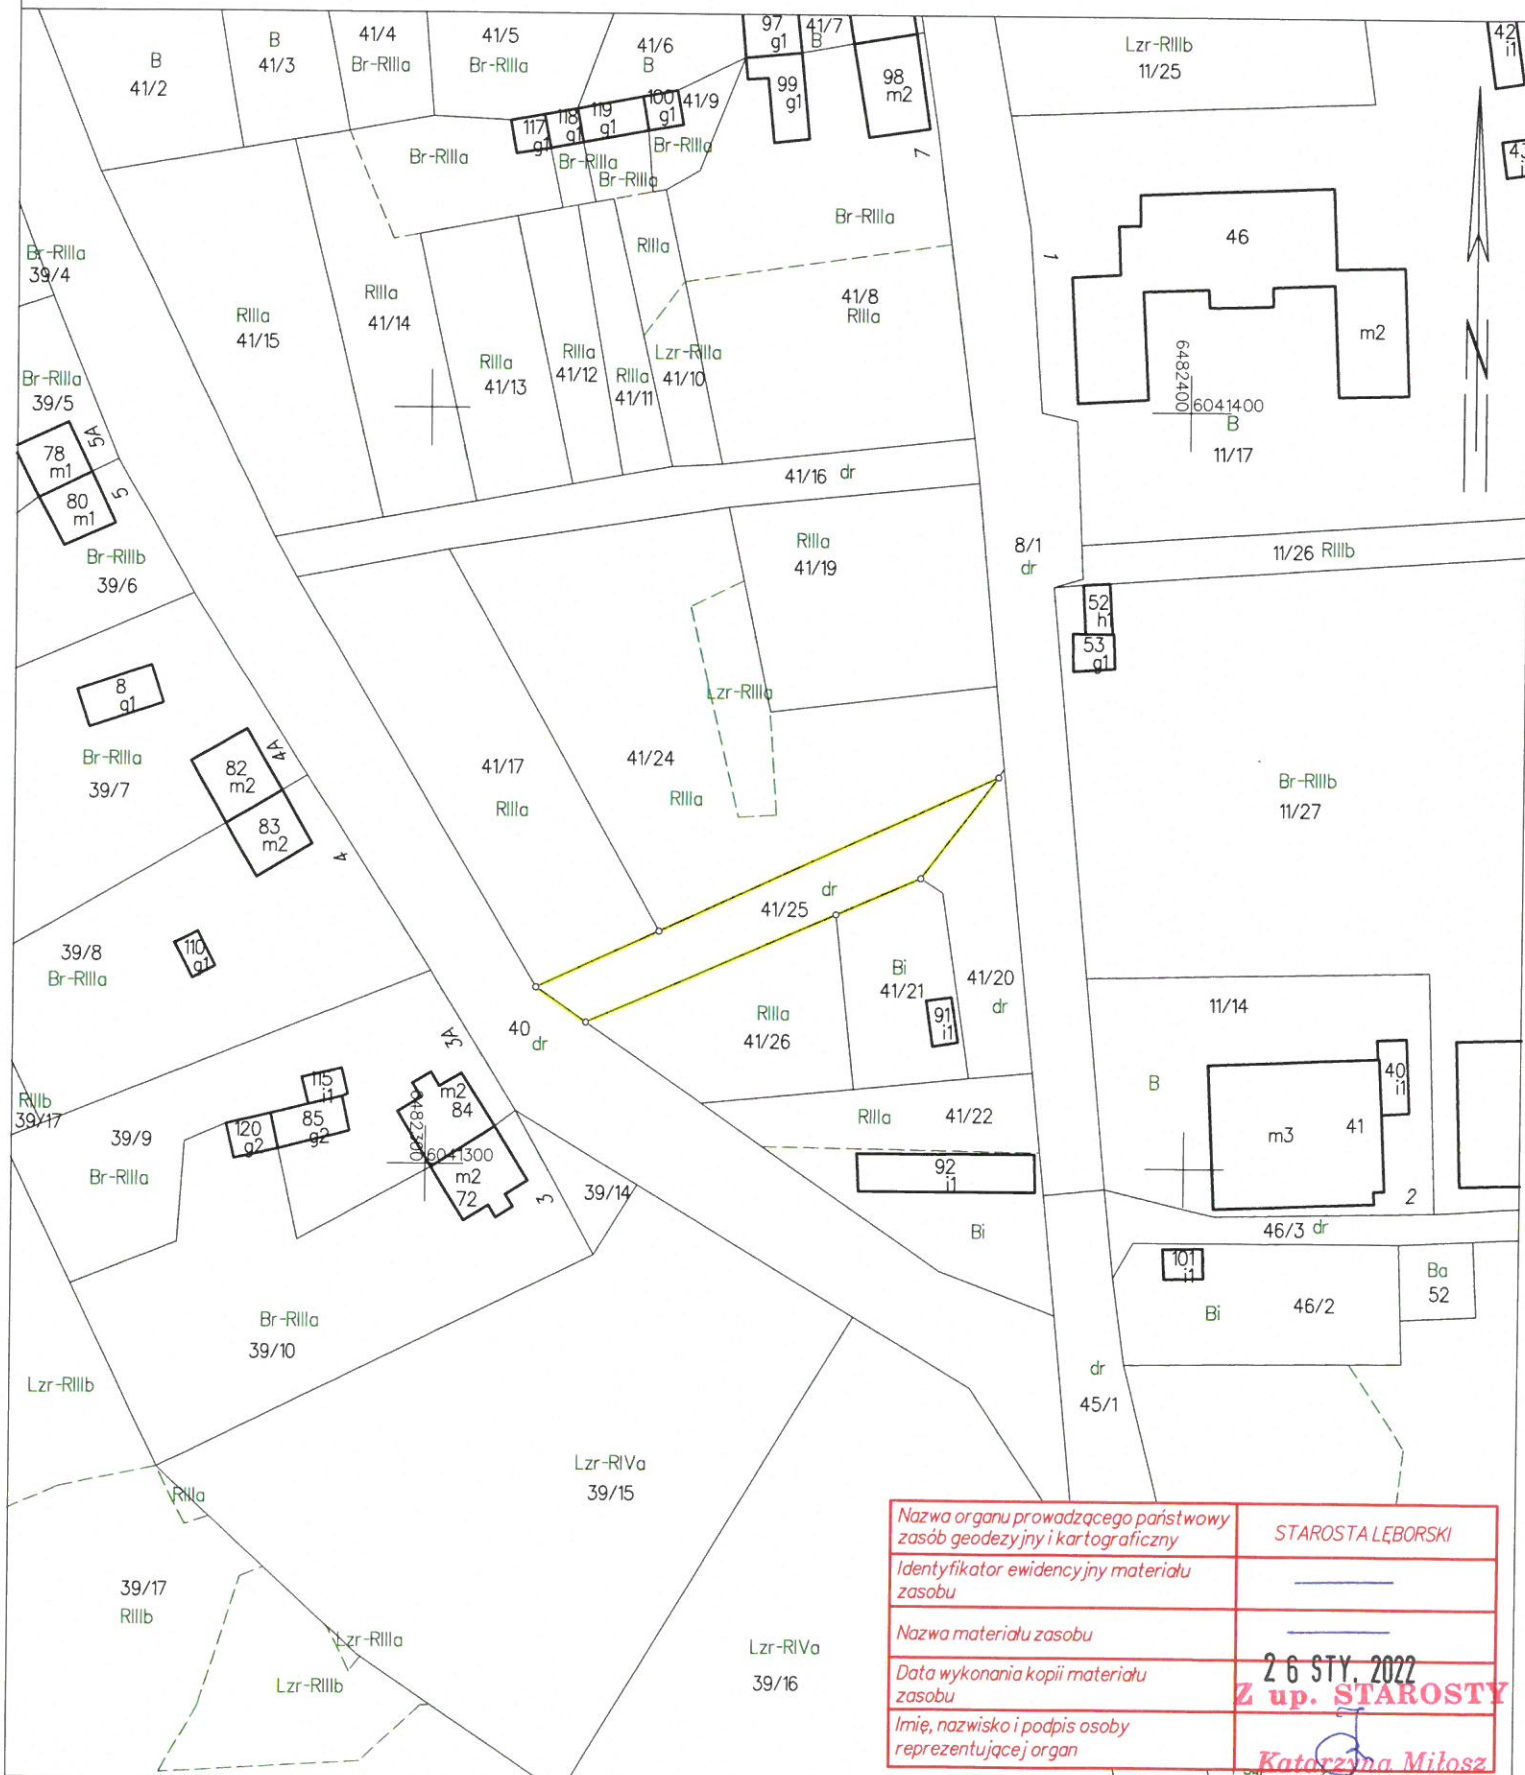 B
41/2
B
41/3
41/4
Br-RIIIa
41/5
Br-RIIIa
41/6
B
97
g1
41/7
B
99
g1
98
m2
Lzr-RIIIb
11/25
42
i1
117
g1
118
g1
119
g1
100
g1
41/9
Br-RIIIa
Br-RIIIa
Br-RIIIa
Br-RIIIa
7
Br-RIIIa
RIIIa
1
46
m2
Br-RIIIa
39/4
RIIIa
41/15
RIIIa
41/14
41/8
RIIIa
RIIIa
41/13
RIIIa
41/12
RIIIa
41/11
Lzr-RIIIa
41/10
6482400
6041400
B
11/17
N
Br-RIIIa
39/5
78
m1
5A
80
m1
5
41/16 dr
Br-RIIIb
39/6
RIIIa
41/19
8/1
dr
11/26 RIIIb
52
h1
53
g1
8
g1
Lzr-RIIIa
Br-RIIIa
39/7
82
m2
4A
83
m2
4
41/17
RIIIa
41/24
RIIIa
Br-RIIIb
11/27
dr
41/25
39/8
Br-RIIIa
110
g1
Bi
41/21
41/20
dr
91
i1
40
dr
RIIIa
41/26
11/14
B
3A
RIIIb
39/17
115
i1
120
g2
85
g2
m2
84
6482300
6041300
m2
72
3
39/9
Br-RIIIa
39/14
RIIIa
41/22
92
i1
Bi
m3
41
40
i1
2
46/3 dr
101
i1
Bi
46/2
Ba
52
Br-RIIIa
39/10
Lzr-RIIIb
dr
45/1
Lzr-RIVa
39/15
RIIIa
39/17
RIIIb
Lzr-RIIIa
Lzr-RIIIb
Lzr-RIVa
39/16
Nazwa organu prowadzącego państwowy
zasób geodezyjny i kartograficzny
STAROSTA LĘBORSKI
Identyfikator ewidencyjny materiału
zasobu
Nazwa materiału zasobu
Data wykonania kopii materiału
zasobu
26 STY. 2022
Z up. STAROSTY
Imię, nazwisko i podpis osoby
reprezentującej organ
Katarzyna Miłosz